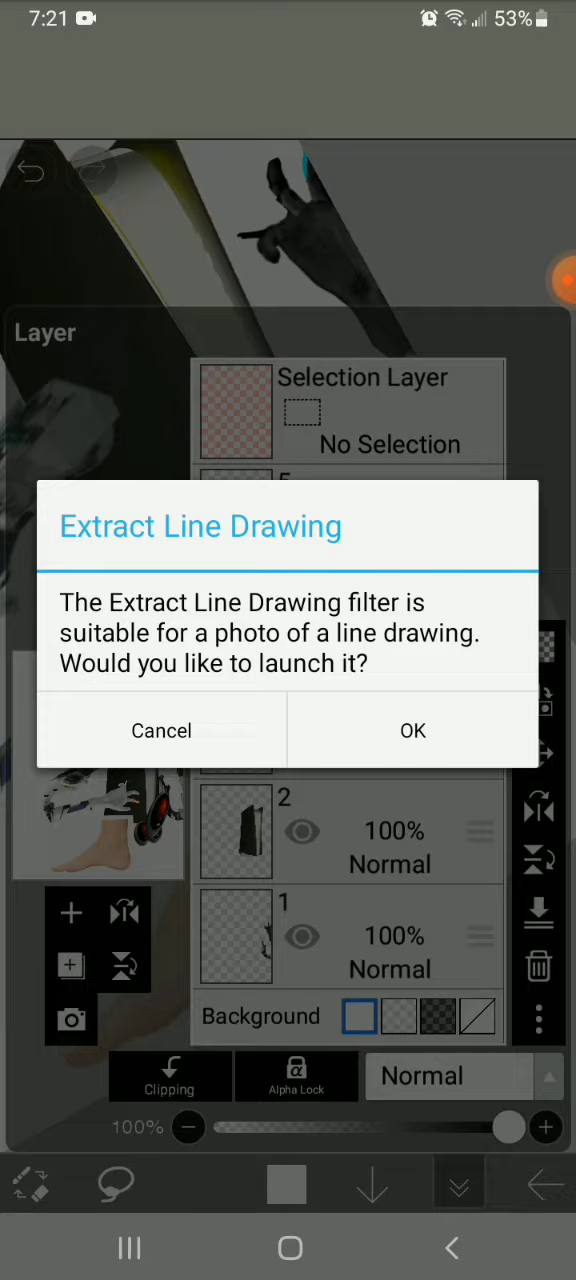 7:21
53%
Layer
Selection Layer
No Selection
Extract Line Drawing
The Extract Line Drawing filter is
suitable for a photo of a line drawing.
Would you like to launch it?
Cancel
OK
2
100%
Normal
1
100%
Normal
Background
Clipping
Alpha Lock
Normal
100%